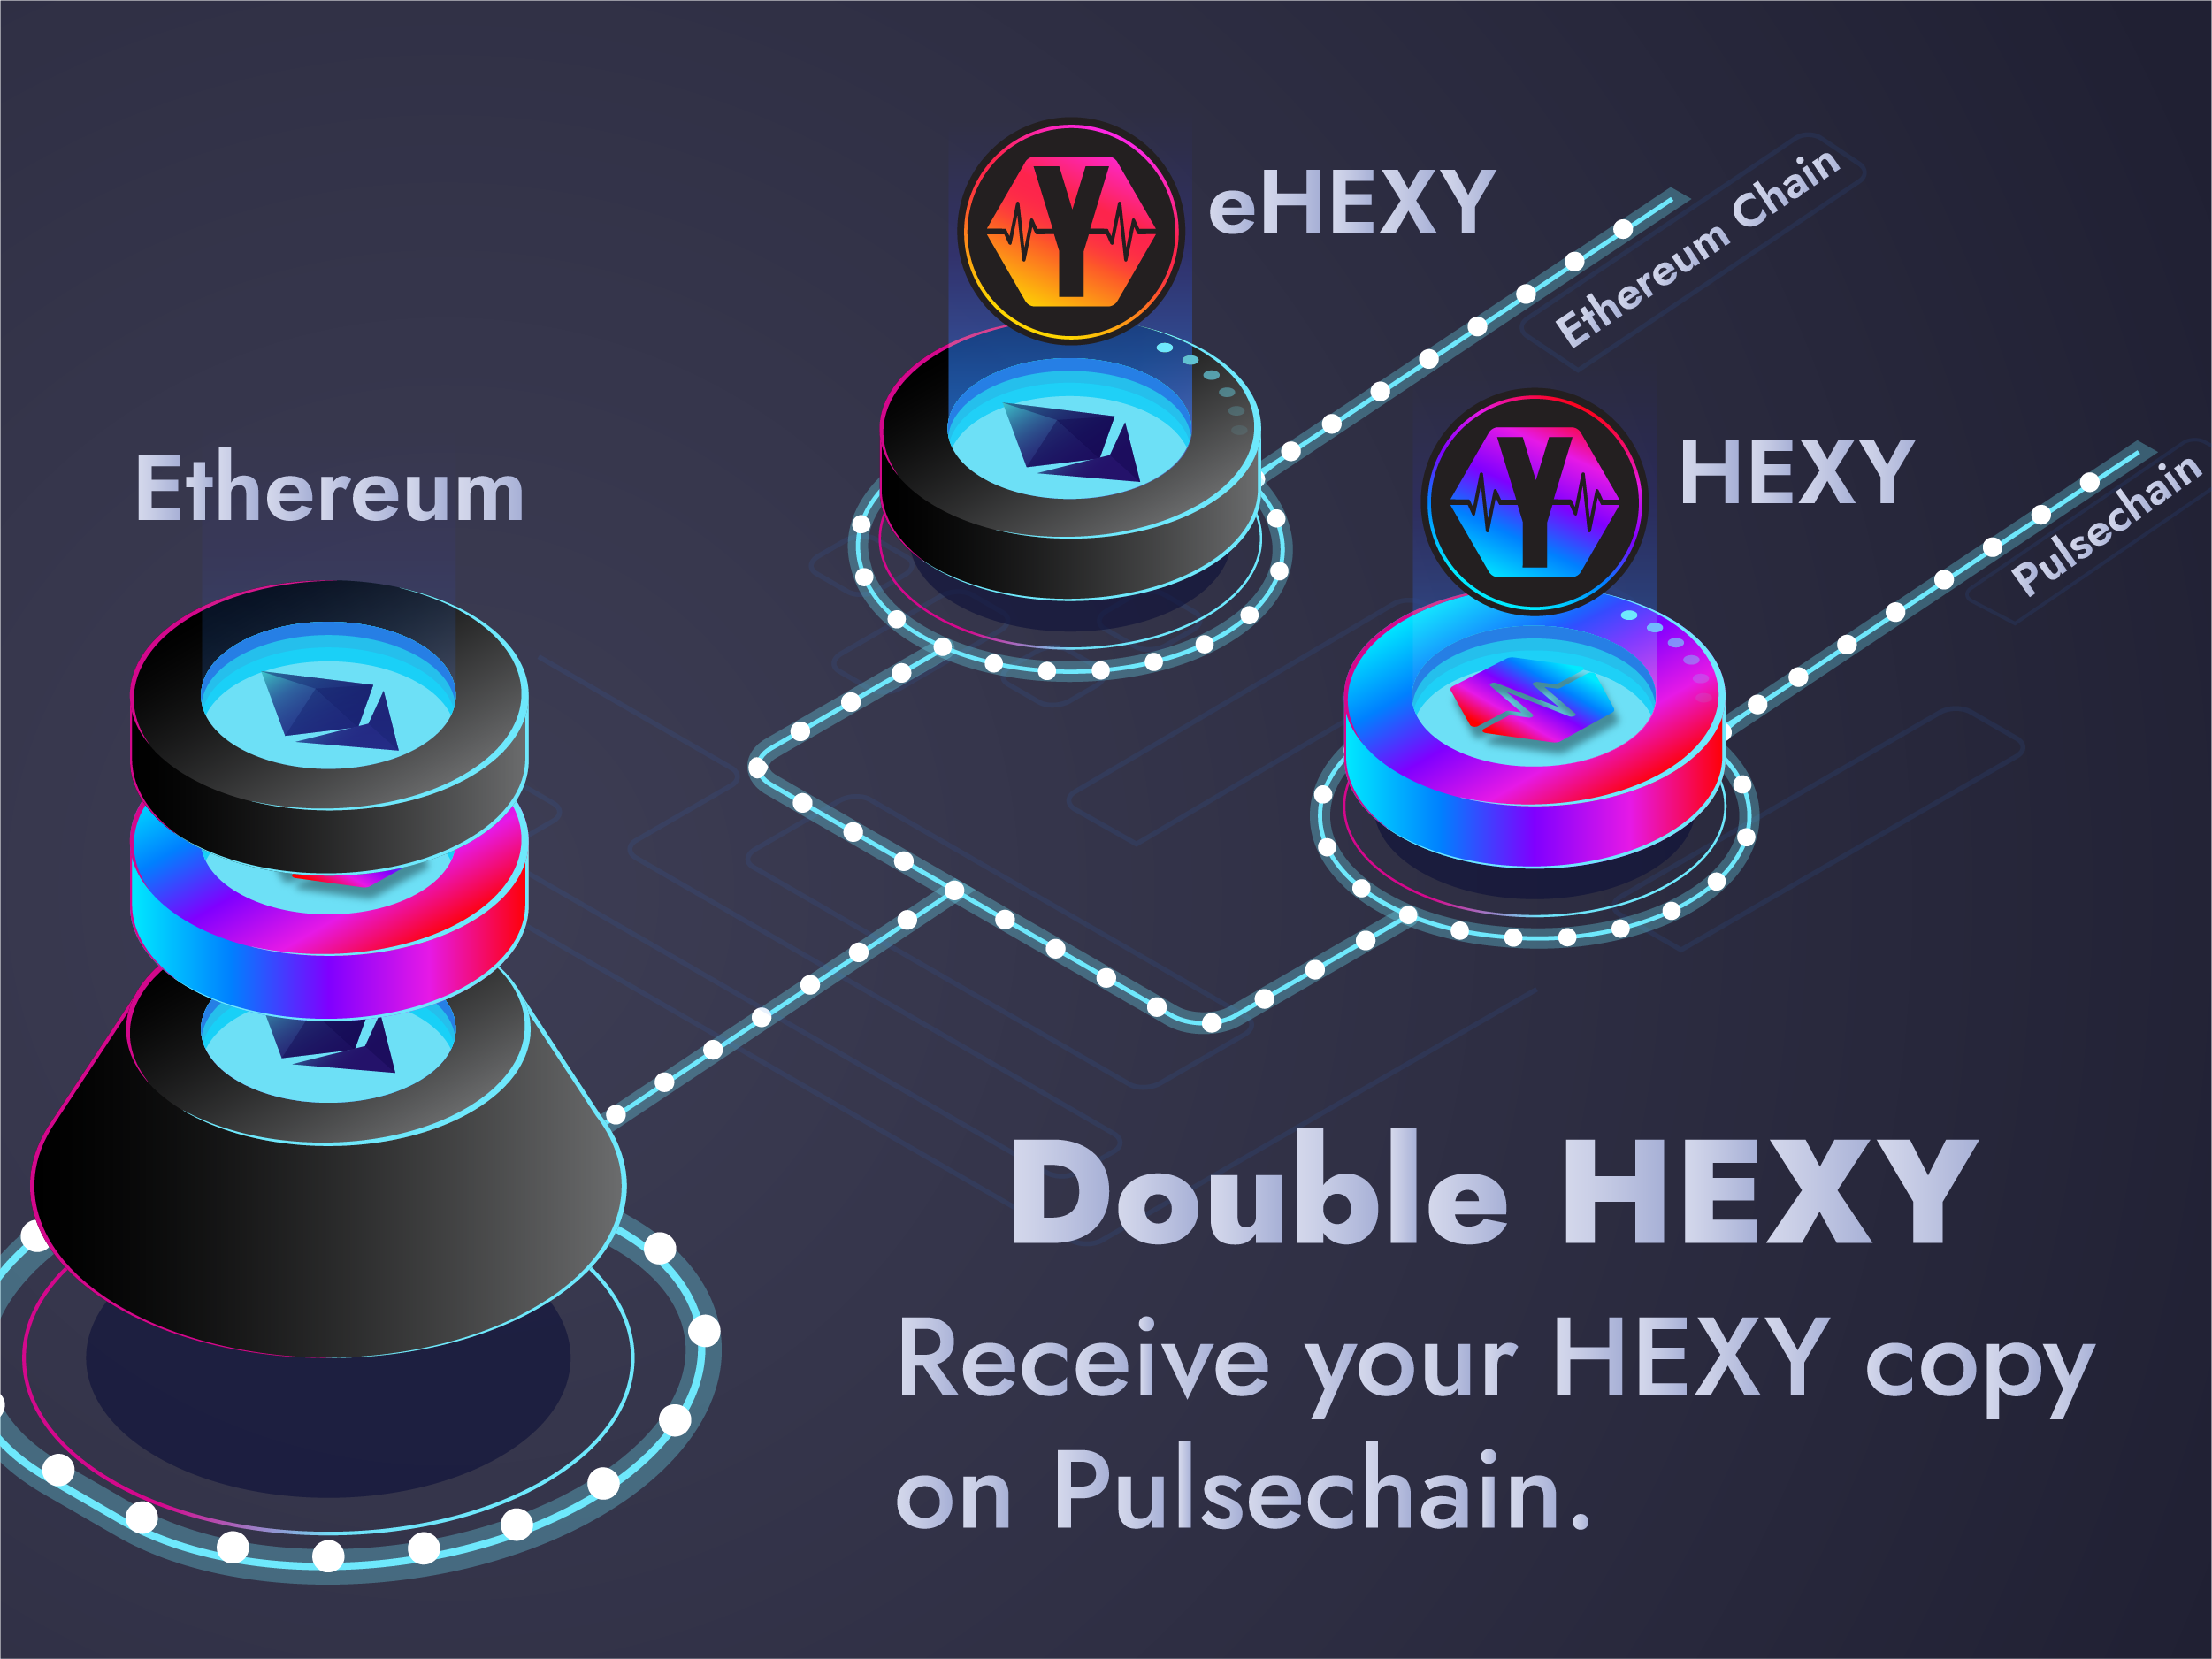 eHEXY
Ethereum Chain
Y
HEXY
Pulsechain
Y
Ethereum
Double HEXY
Receive your HEXY copy
on Pulsechain.